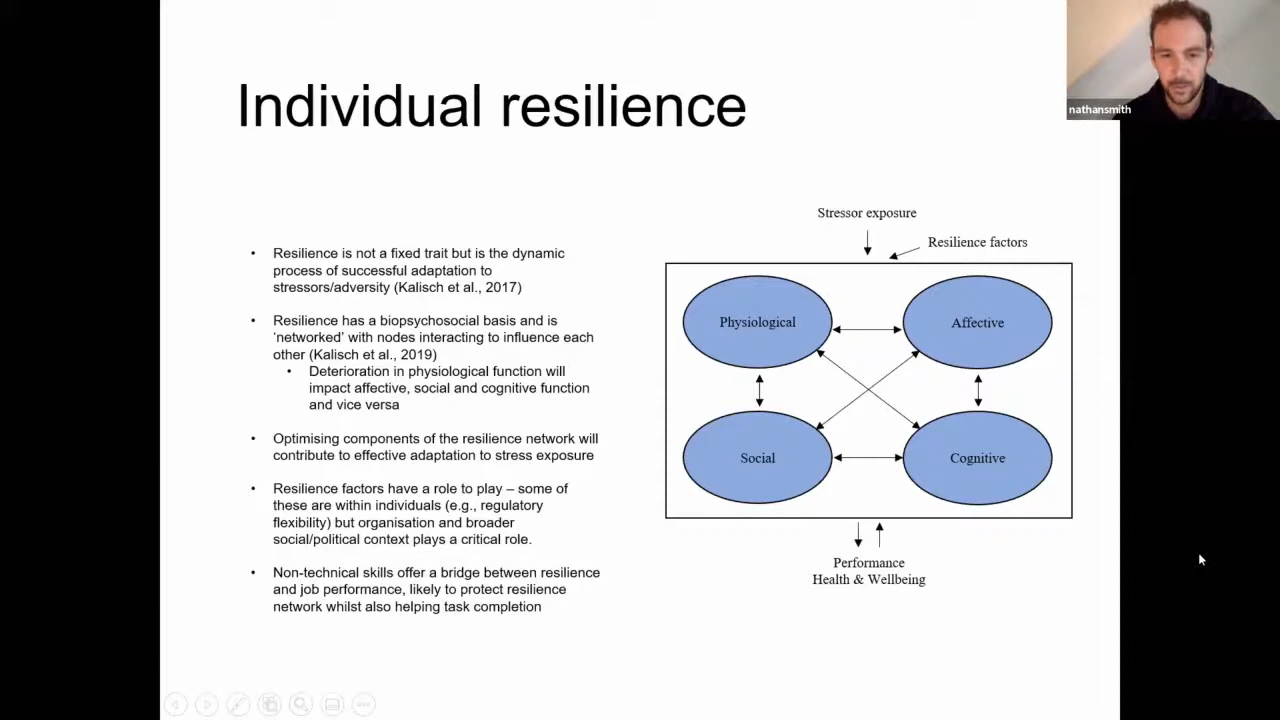 Individual resilience
nathansmith
• Resilience is not a fixed trait but is the dynamic
process of successful adaptation to
stressors/adversity (Kalisch et al., 2017)
• Resilience has a biopsychosocial basis and is
‘networked’ with nodes interacting to influence each
other (Kalisch et al., 2019)
• Deterioration in physiological function will
impact affective, social and cognitive function
and vice versa
• Optimising components of the resilience network will
contribute to effective adaptation to stress exposure
• Resilience factors have a role to play – some of
these are within individuals (e.g., regulatory
flexibility) but organisation and broader
social/political context plays a critical role.
• Non-technical skills offer a bridge between resilience
and job performance, likely to protect resilience
network whilst also helping task completion
Stressor exposure
Resilience factors
Physiological
Affective
Social
Cognitive
Performance
Health & Wellbeing